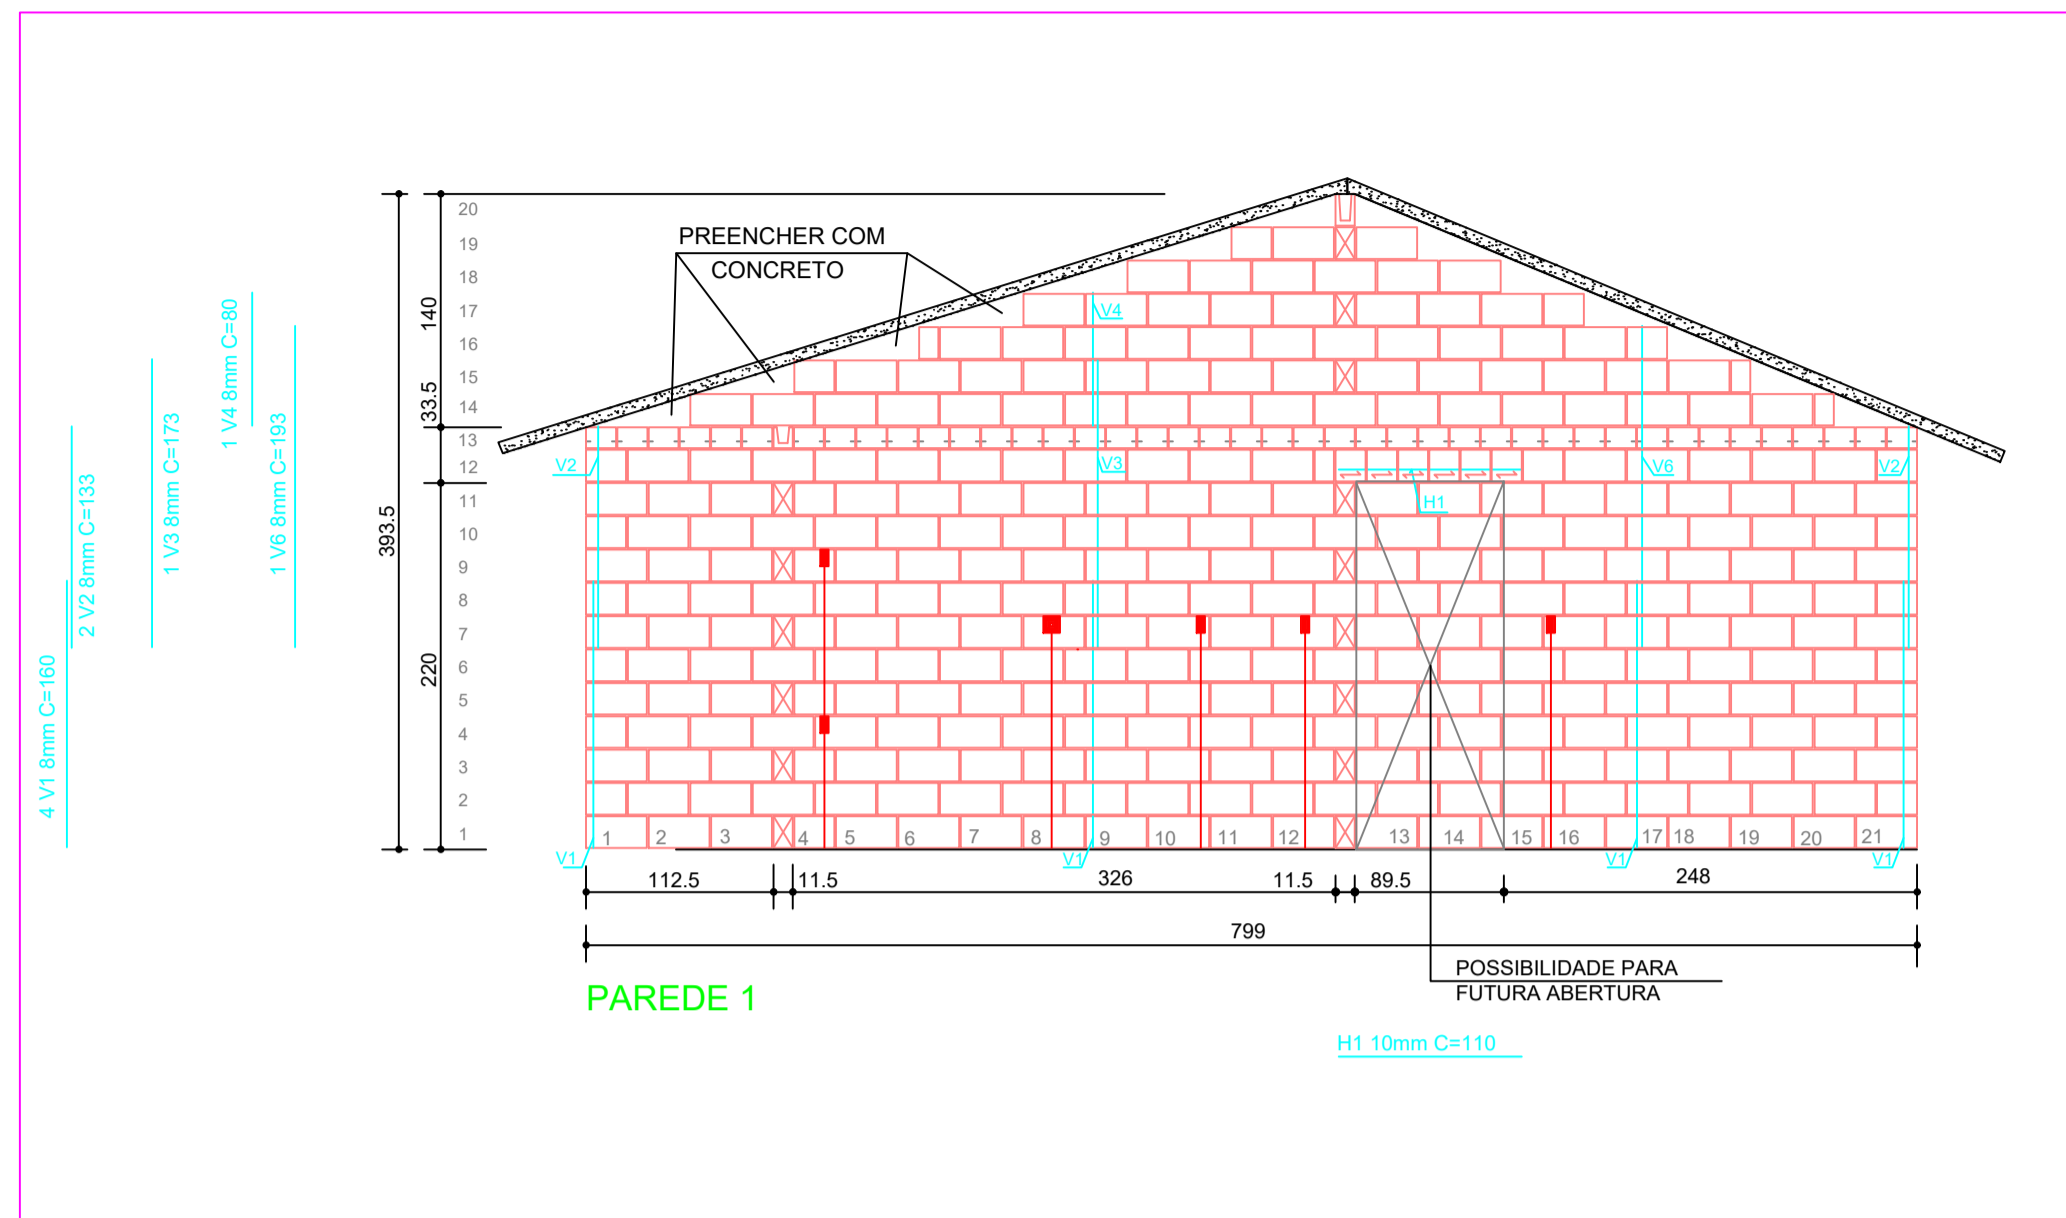 20
19
18
17
16
15
14
13
12
11
10
9
8
7
6
5
4
3
2
1
393.5
140
33.5
220
4 V1 8mm C=160
2 V2 8mm C=133
1 V3 8mm C=173
1 V4 8mm C=80
1 V6 8mm C=193
PREENCHER COM
CONCRETO
V4
V2
V3
V6
V2
H1
1 2 3 4 5 6 7 8 9 10 11 12 13 14 15 16 17 18 19 20 21
V1 V1 V1 V1
112.5 11.5 326 11.5 89.5 248
799
POSSIBILIDADE PARA
FUTURA ABERTURA
PAREDE 1
H1 10mm C=110